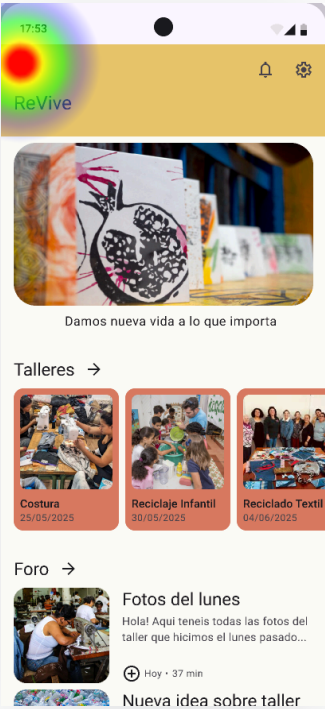 17:53
ReVive
Damos nueva vida a lo que importa
Talleres
Costura
25/05/2025
Reciclaje Infantil
30/05/2025
Reciclado Textil
04/06/2025
Foro
Fotos del lunes
Hola! Aqui teneis todas las fotos del
taller que hicimos el lunes pasado...
Hoy • 37 min
Nueva idea sobre taller